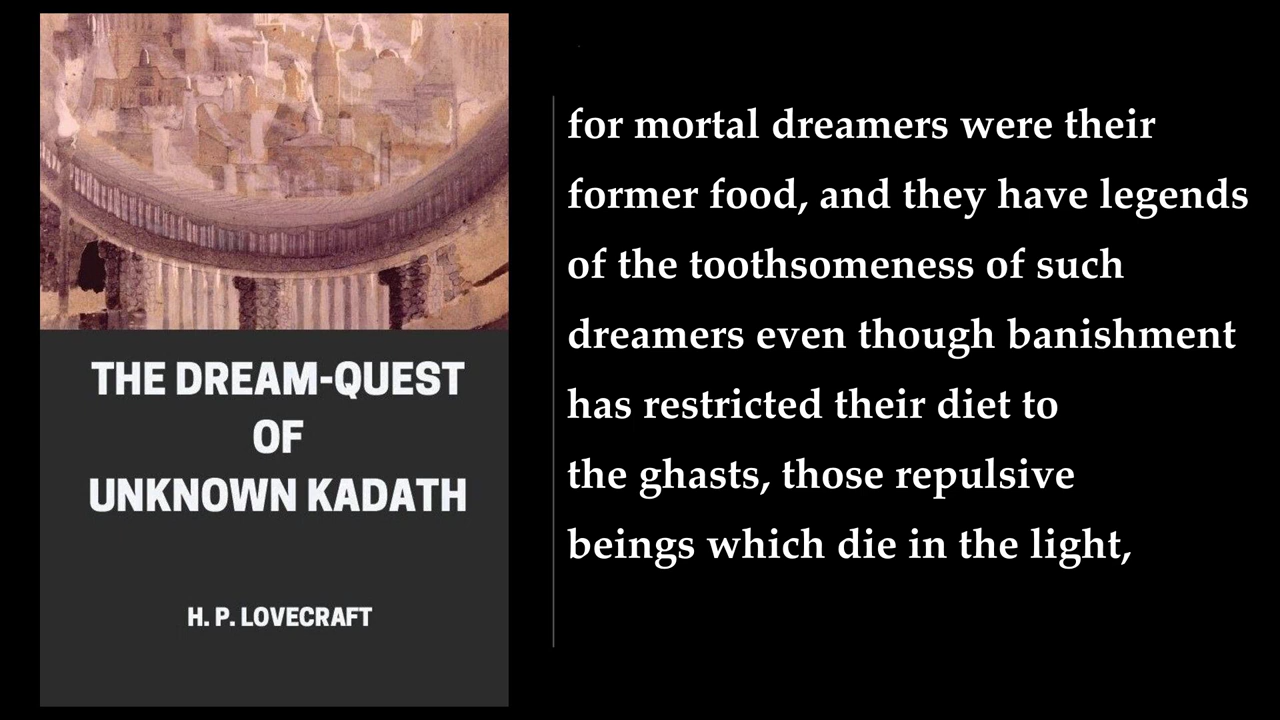 THE DREAM-QUEST
OF
UNKNOWN KADATH
H. P. LOVECRAFT
for mortal dreamers were their
former food, and they have legends
of the toothsomeness of such
dreamers even though banishment
has restricted their diet to
the ghasts, those repulsive
beings which die in the light,